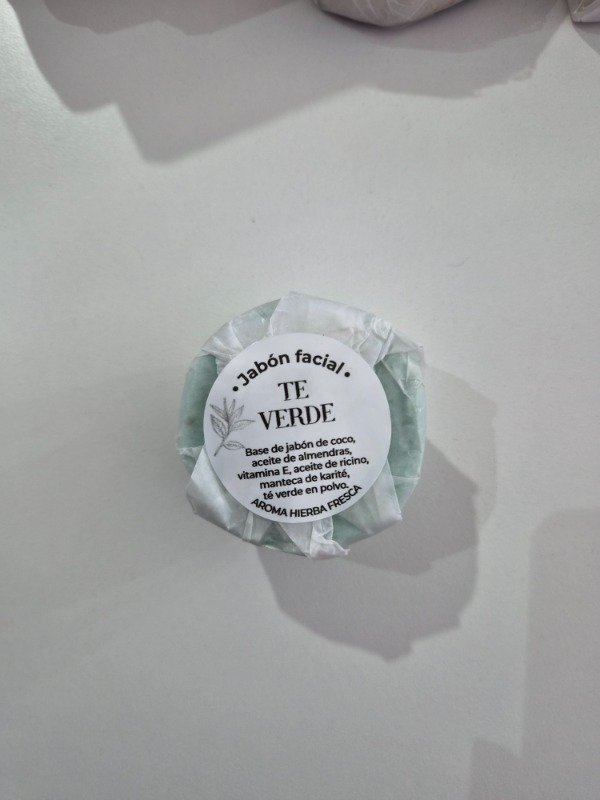 • Jabón facial •
TE
VERDE
Base de jabón de coco,
aceite de almendras,
vitamina E, aceite de ricino,
manteca de karité,
té verde en polvo.
AROMA HIERBA FRESCA